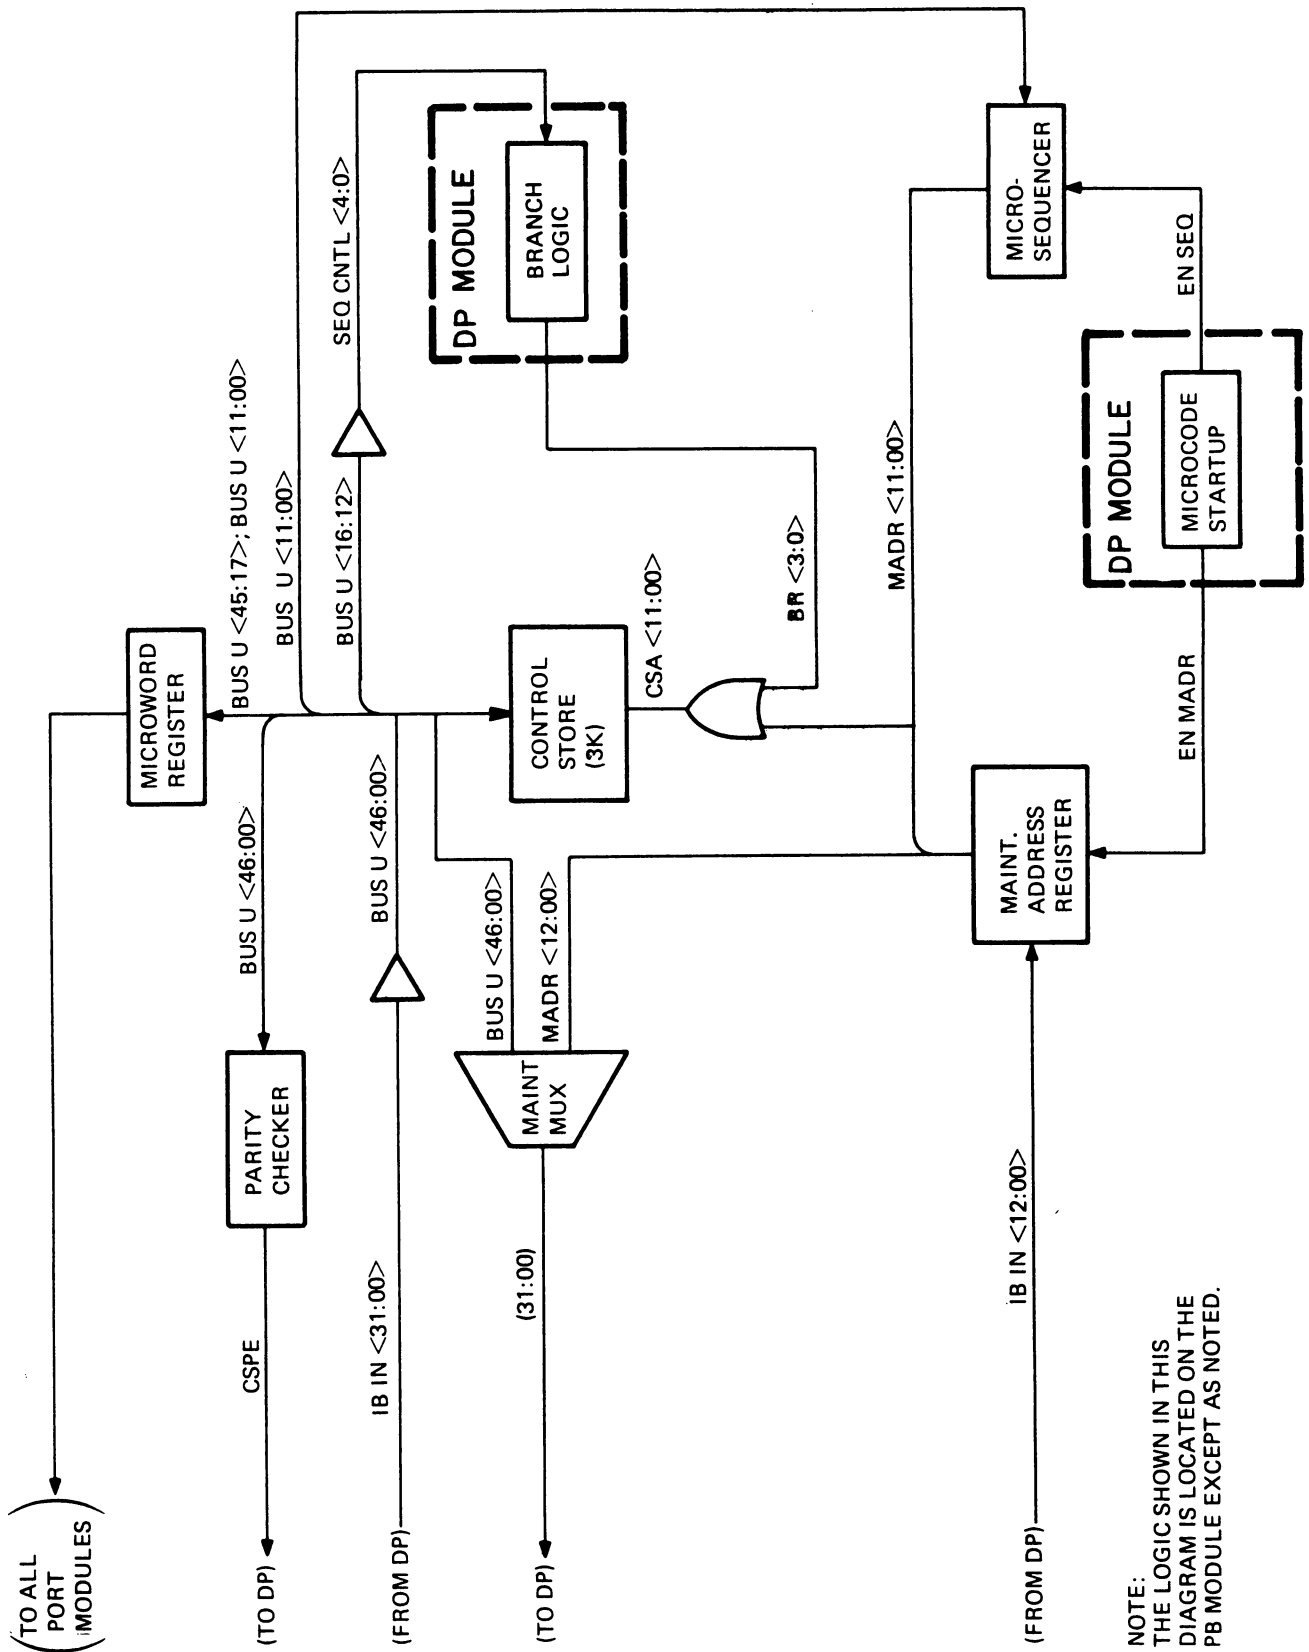 (TO ALL
PORT
MODULES)
(TO DP)
(FROM DP)
(TO DP)
(FROM DP)
MICROWORD
REGISTER
BUS U <45:17>; BUS U <11:00>
BUS U <11:00>
BUS U <16:12>
SEQ CNTL <4:0>
DP MODULE
BRANCH
LOGIC
BUS U <46:00>
PARITY
CHECKER
CSPE
BUS U <46:00>
IB IN <31:00>
BUS U <46:00>
MADR <12:00>
MAINT
MUX
(31:00)
CONTROL
STORE
(3K)
CSA <11:00>
BR <3:0>
MADR <11:00>
MICRO-
SEQUENCER
EN SEQ
DP MODULE
MICROCODE
STARTUP
EN MADR
MAINT.
ADDRESS
REGISTER
IB IN <12:00>
NOTE:
THE LOGIC SHOWN IN THIS
DIAGRAM IS LOCATED ON THE
PB MODULE EXCEPT AS NOTED.